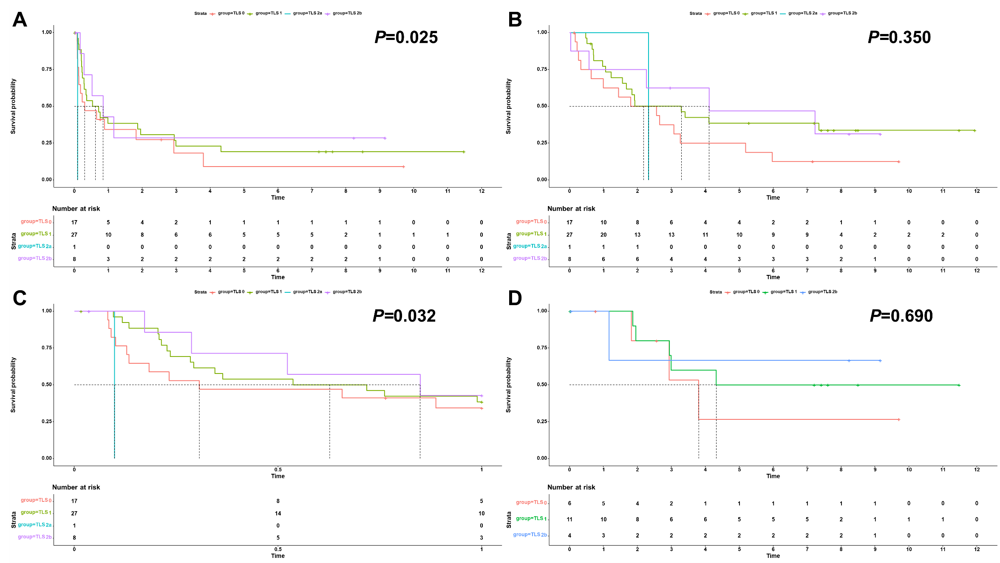 A
Strata group=TLS 0 group=TLS 1 group=TLS 2a group=TLS 2b
P=0.025
Survival probability
1.00
0.75
0.50
0.25
0.00
0 1 2 3 4 5 6 7 8 9 10 11 12
Time
Number at risk
Strata
group=TLS 0 17 5 4 2 1 1 1 1 1 1 0 0 0
group=TLS 1 27 10 8 6 6 5 5 5 2 1 1 1 0
group=TLS 2a 1 0 0 0 0 0 0 0 0 0 0 0 0
group=TLS 2b 8 3 2 2 2 2 2 2 2 1 0 0 0
0 1 2 3 4 5 6 7 8 9 10 11 12
Time
B
Strata group=TLS 0 group=TLS 1 group=TLS 2a group=TLS 2b
P=0.350
Survival probability
1.00
0.75
0.50
0.25
0.00
0 1 2 3 4 5 6 7 8 9 10 11 12
Time
Number at risk
Strata
group=TLS 0 17 10 8 6 4 4 2 2 1 1 0 0 0
group=TLS 1 27 20 13 13 11 10 9 9 4 2 2 2 0
group=TLS 2a 1 1 1 0 0 0 0 0 0 0 0 0 0
group=TLS 2b 8 6 6 4 4 3 3 3 2 1 0 0 0
0 1 2 3 4 5 6 7 8 9 10 11 12
Time
C
Strata group=TLS 0 group=TLS 1 group=TLS 2a group=TLS 2b
P=0.032
Survival probability
1.00
0.75
0.50
0.25
0.00
0 0.5 1
Time
Number at risk
Strata
group=TLS 0 17 8 5
group=TLS 1 27 14 10
group=TLS 2a 1 0 0
group=TLS 2b 8 5 3
0 0.5 1
Time
D
Strata group=TLS 0 group=TLS 1 group=TLS 2b
P=0.690
Survival probability
1.00
0.75
0.50
0.25
0.00
0 1 2 3 4 5 6 7 8 9 10 11 12
Time
Number at risk
Strata
group=TLS 0 6 5 4 2 1 1 1 1 1 1 0 0 0
group=TLS 1 11 10 8 6 6 5 5 5 2 1 1 1 0
group=TLS 2b 4 3 2 2 2 2 2 2 2 1 0 0 0
0 1 2 3 4 5 6 7 8 9 10 11 12
Time